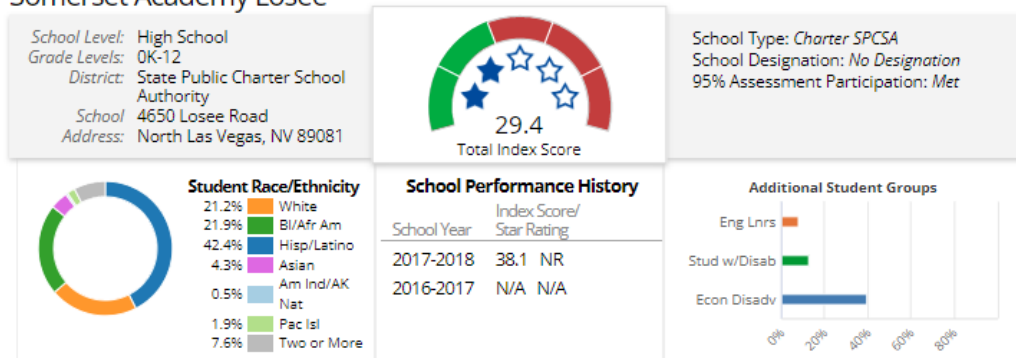 Somerset Academy Losee
School Level: High School
Grade Levels: 0K-12
District: State Public Charter School
Authority
School 4650 Losee Road
Address: North Las Vegas, NV 89081
29.4
Total Index Score
School Type: Charter SPCSA
School Designation: No Designation
95% Assessment Participation: Met
Student Race/Ethnicity
21.2% White
21.9% Bl/Afr Am
42.4% Hisp/Latino
4.3% Asian
0.5% Am Ind/AK
Nat
1.9% Pac Isl
7.6% Two or More
School Performance History
School Year Index Score/
Star Rating
2017-2018 38.1 NR
2016-2017 N/A N/A
Additional Student Groups
Eng Lnrs
Stud w/Disab
Econ Disadv
0% 20% 40% 60% 80%